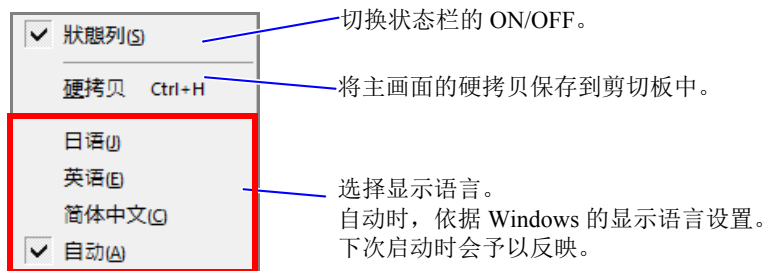 狀態列(S)
切换状态栏的 ON/OFF。
硬拷贝 Ctrl+H
将主画面的硬拷贝保存到剪切板中。
日语(J)
英语(E)
简体中文(C)
自动(A)
选择显示语言。
自动时，依据 Windows 的显示语言设置。
下次启动时会予以反映。